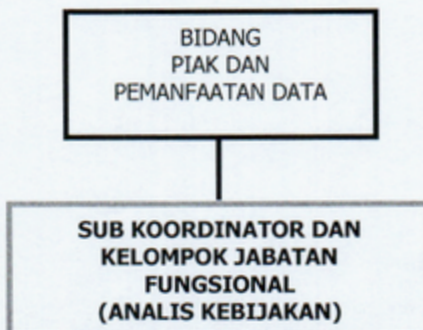 BIDANG
PIAK DAN
PEMANFAATAN DATA
SUB KOORDINATOR DAN
KELOMPOK JABATAN
FUNGSIONAL
(ANALIS KEBIJAKAN)